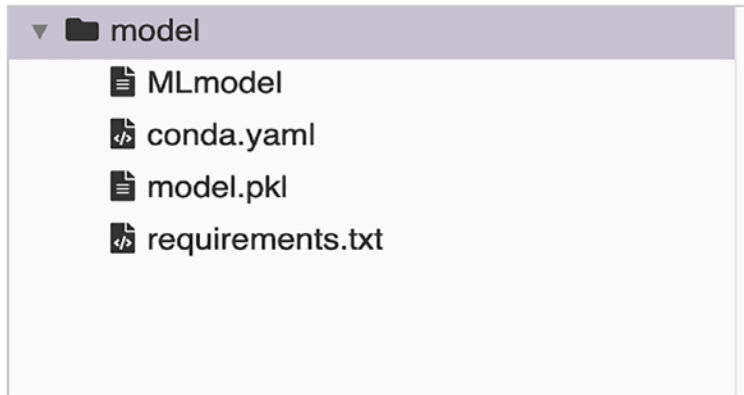 model
MLmodel
conda.yaml
model.pkl
requirements.txt